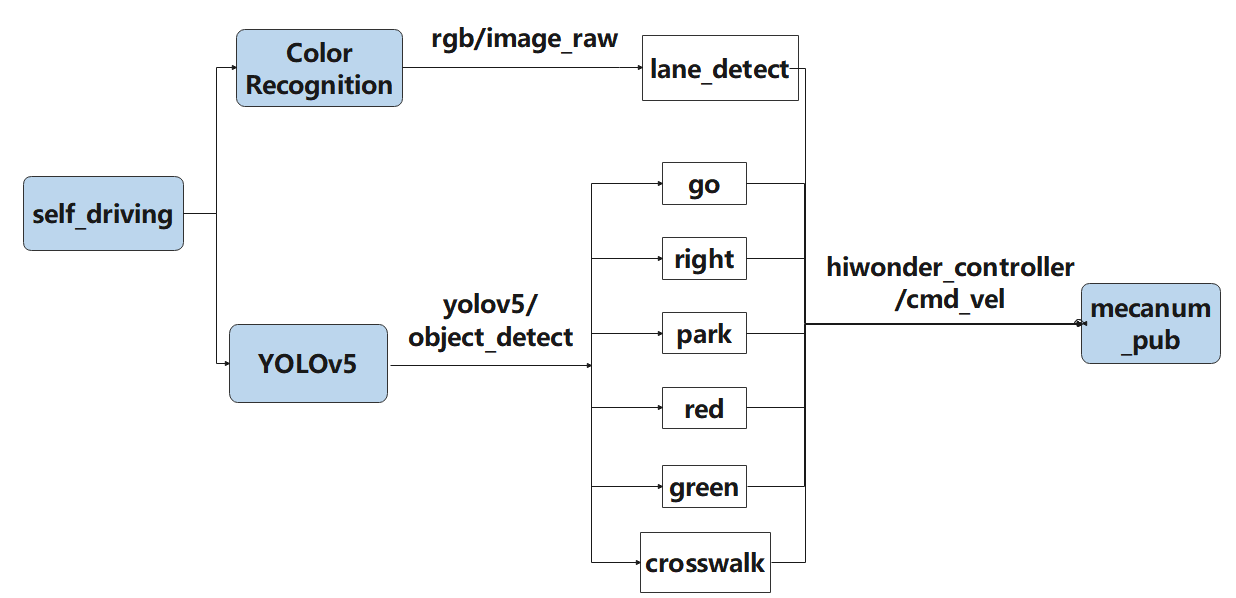 Color
Recognition
rgb/image_raw
lane_detect
self_driving
go
right
park
red
green
crosswalk
YOLOv5
yolov5/
object_detect
hiwonder_controller
/cmd_vel
mecanum
_pub